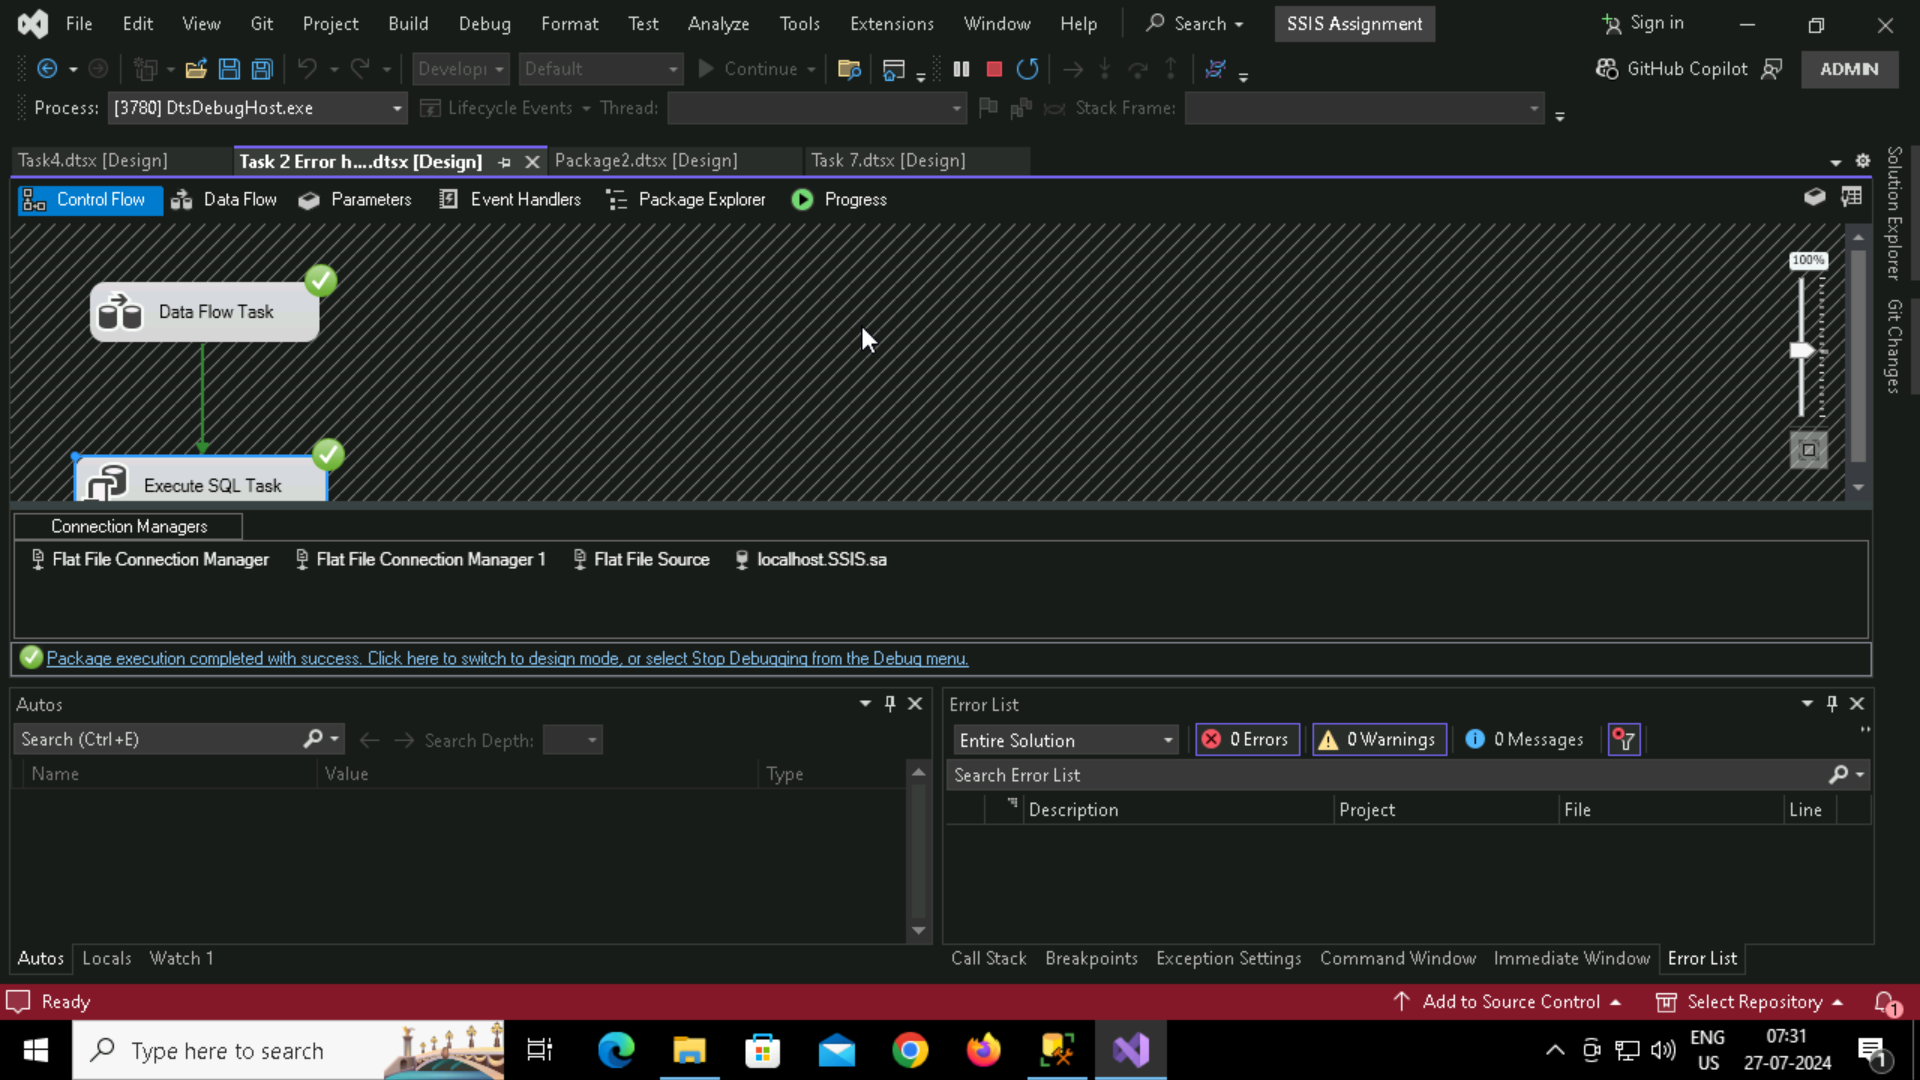 File Edit View Git Project Build Debug Format Test Analyze Tools Extensions Window Help Search SSIS Assignment Sign in
Developi Default Continue GitHub Copilot ADMIN
Process: [3780] DtsDebugHost.exe Lifecycle Events Thread: Stack Frame:
Task4.dtsx [Design] Task 2 Error h....dtsx [Design] Package2.dtsx [Design] Task 7.dtsx [Design]
Control Flow Data Flow Parameters Event Handlers Package Explorer Progress
100%
Data Flow Task
Execute SQL Task
Solution Explorer
Git Changes
Connection Managers
Flat File Connection Manager Flat File Connection Manager 1 Flat File Source localhost.SSIS.sa
Package execution completed with success. Click here to switch to design mode, or select Stop Debugging from the Debug menu.
Autos
Search (Ctrl+E) Search Depth:
Name Value Type
Autos Locals Watch 1
Error List
Entire Solution 0 Errors 0 Warnings 0 Messages
Search Error List
Description Project File Line
Call Stack Breakpoints Exception Settings Command Window Immediate Window Error List
Ready Add to Source Control Select Repository 1
Type here to search
ENG
US
07:31
27-07-2024
1